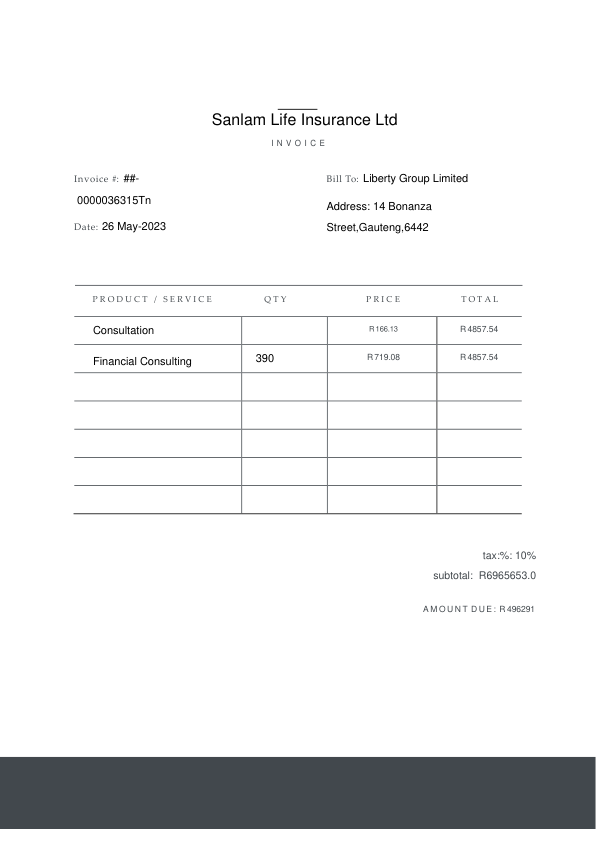 Sanlam Life Insurance Ltd
INVOICE
Invoice #: ##-
0000036315Tn
Date: 26 May-2023
Bill To: Liberty Group Limited
Address: 14 Bonanza
Street,Gauteng,6442
PRODUCT / SERVICE QTY PRICE TOTAL
Consultation R166.13 R4857.54
Financial Consulting 390 R719.08 R4857.54
tax:%: 10%
subtotal: R6965653.0
AMOUNT DUE: R496291